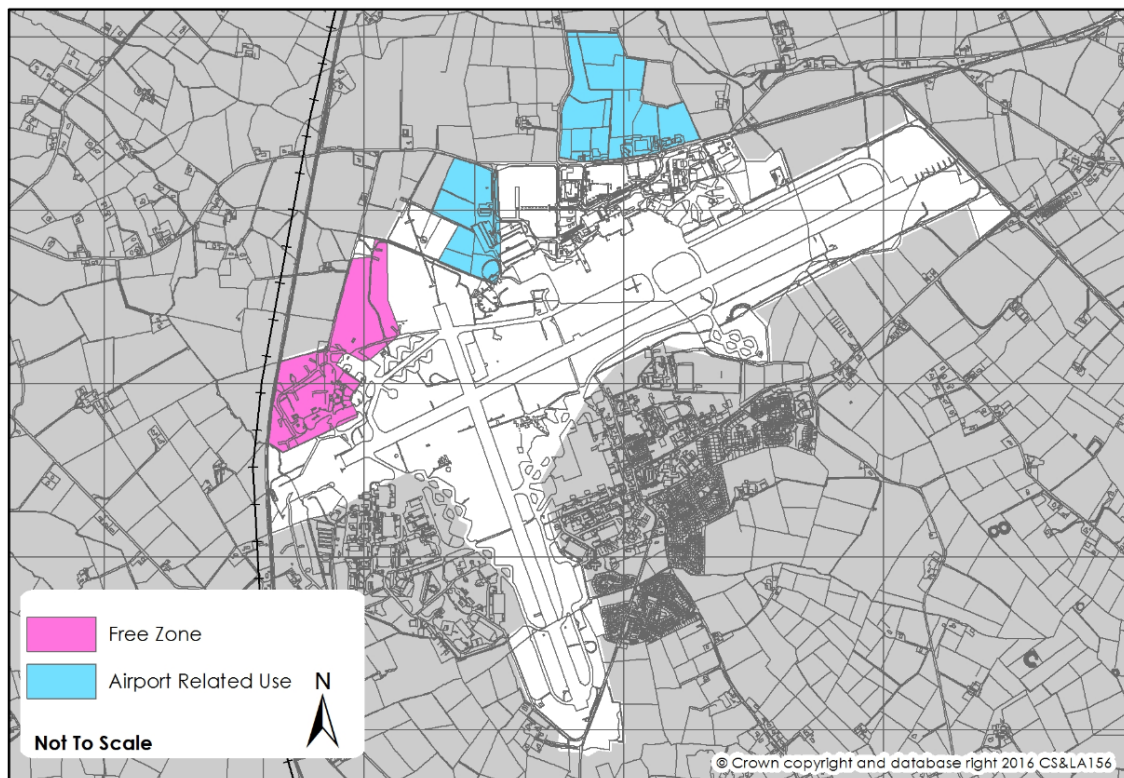 Free Zone
Airport Related Use
N
Not To Scale
© Crown copyright and database right 2016 CS&LA156